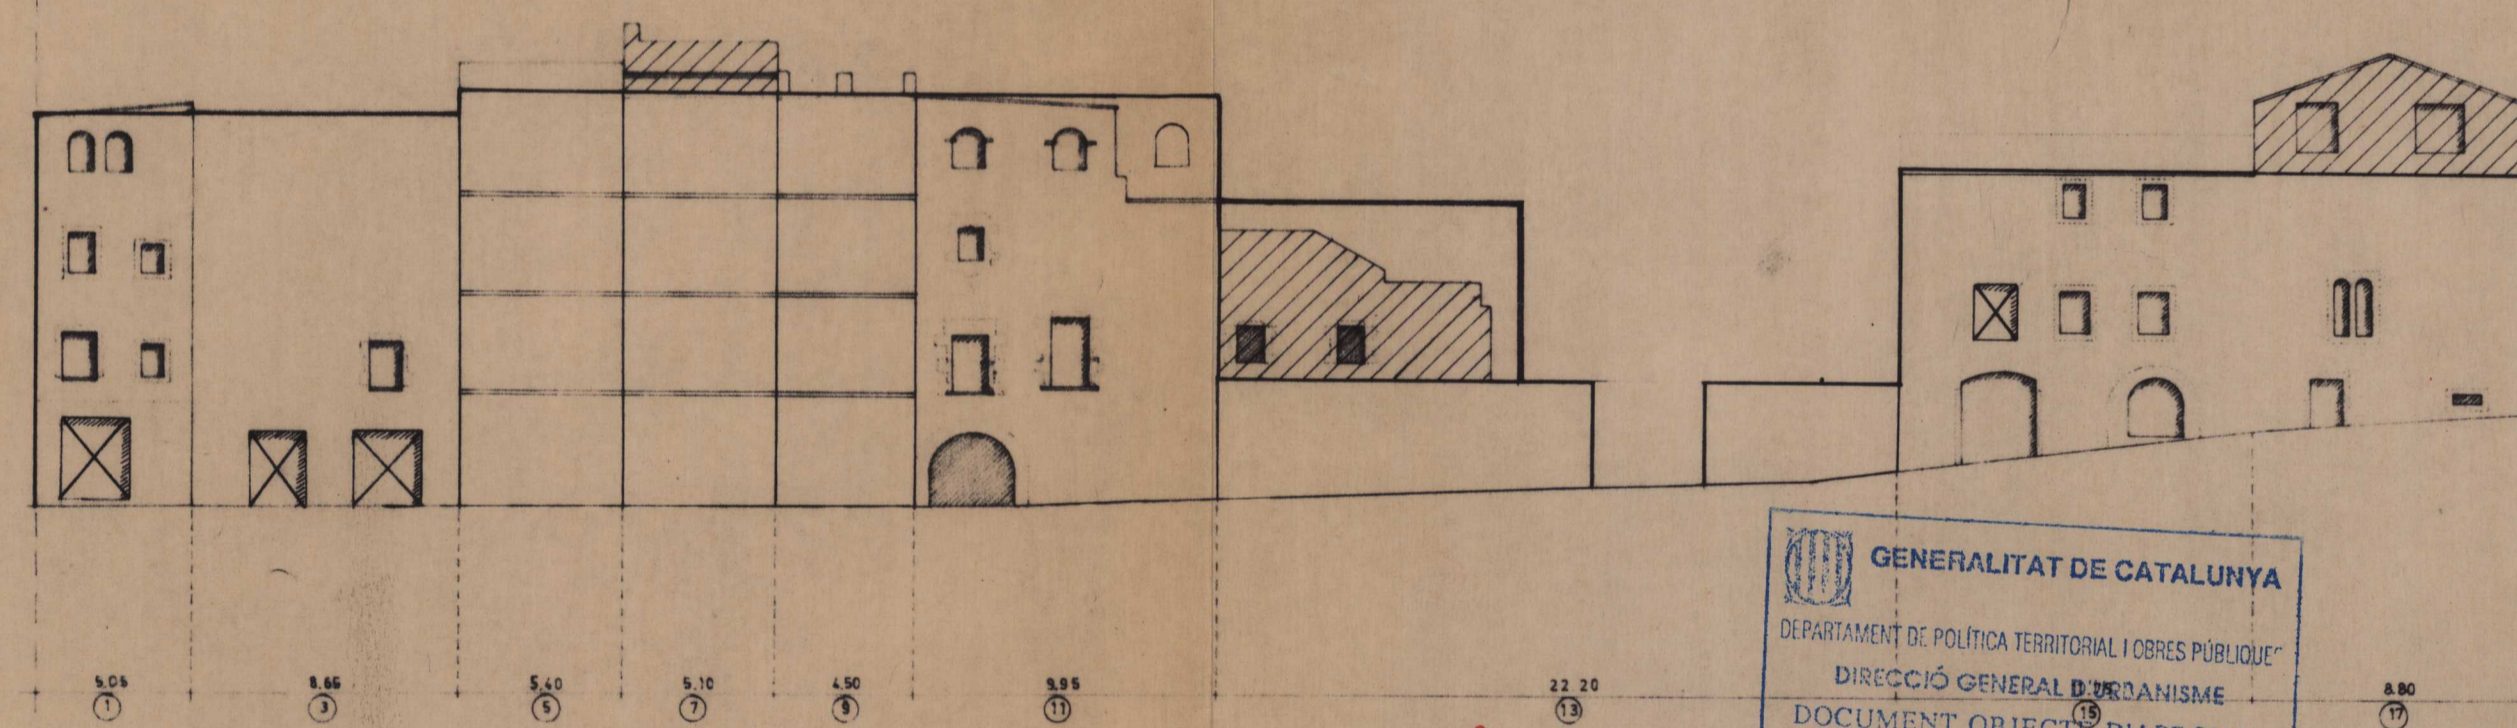 GENERALITAT DE CATALUNYA
DEPARTAMENT DE POLÍTICA TERRITORIAL I OBRES PÚBLIQUES
DIRECCIÓ GENERAL D'URBANISME
DOCUMENT OBJECTE
5.05 8.65 5.40 5.10 4.50 9.95 22.20 8.80
1 3 5 7 9 11 13 15 17